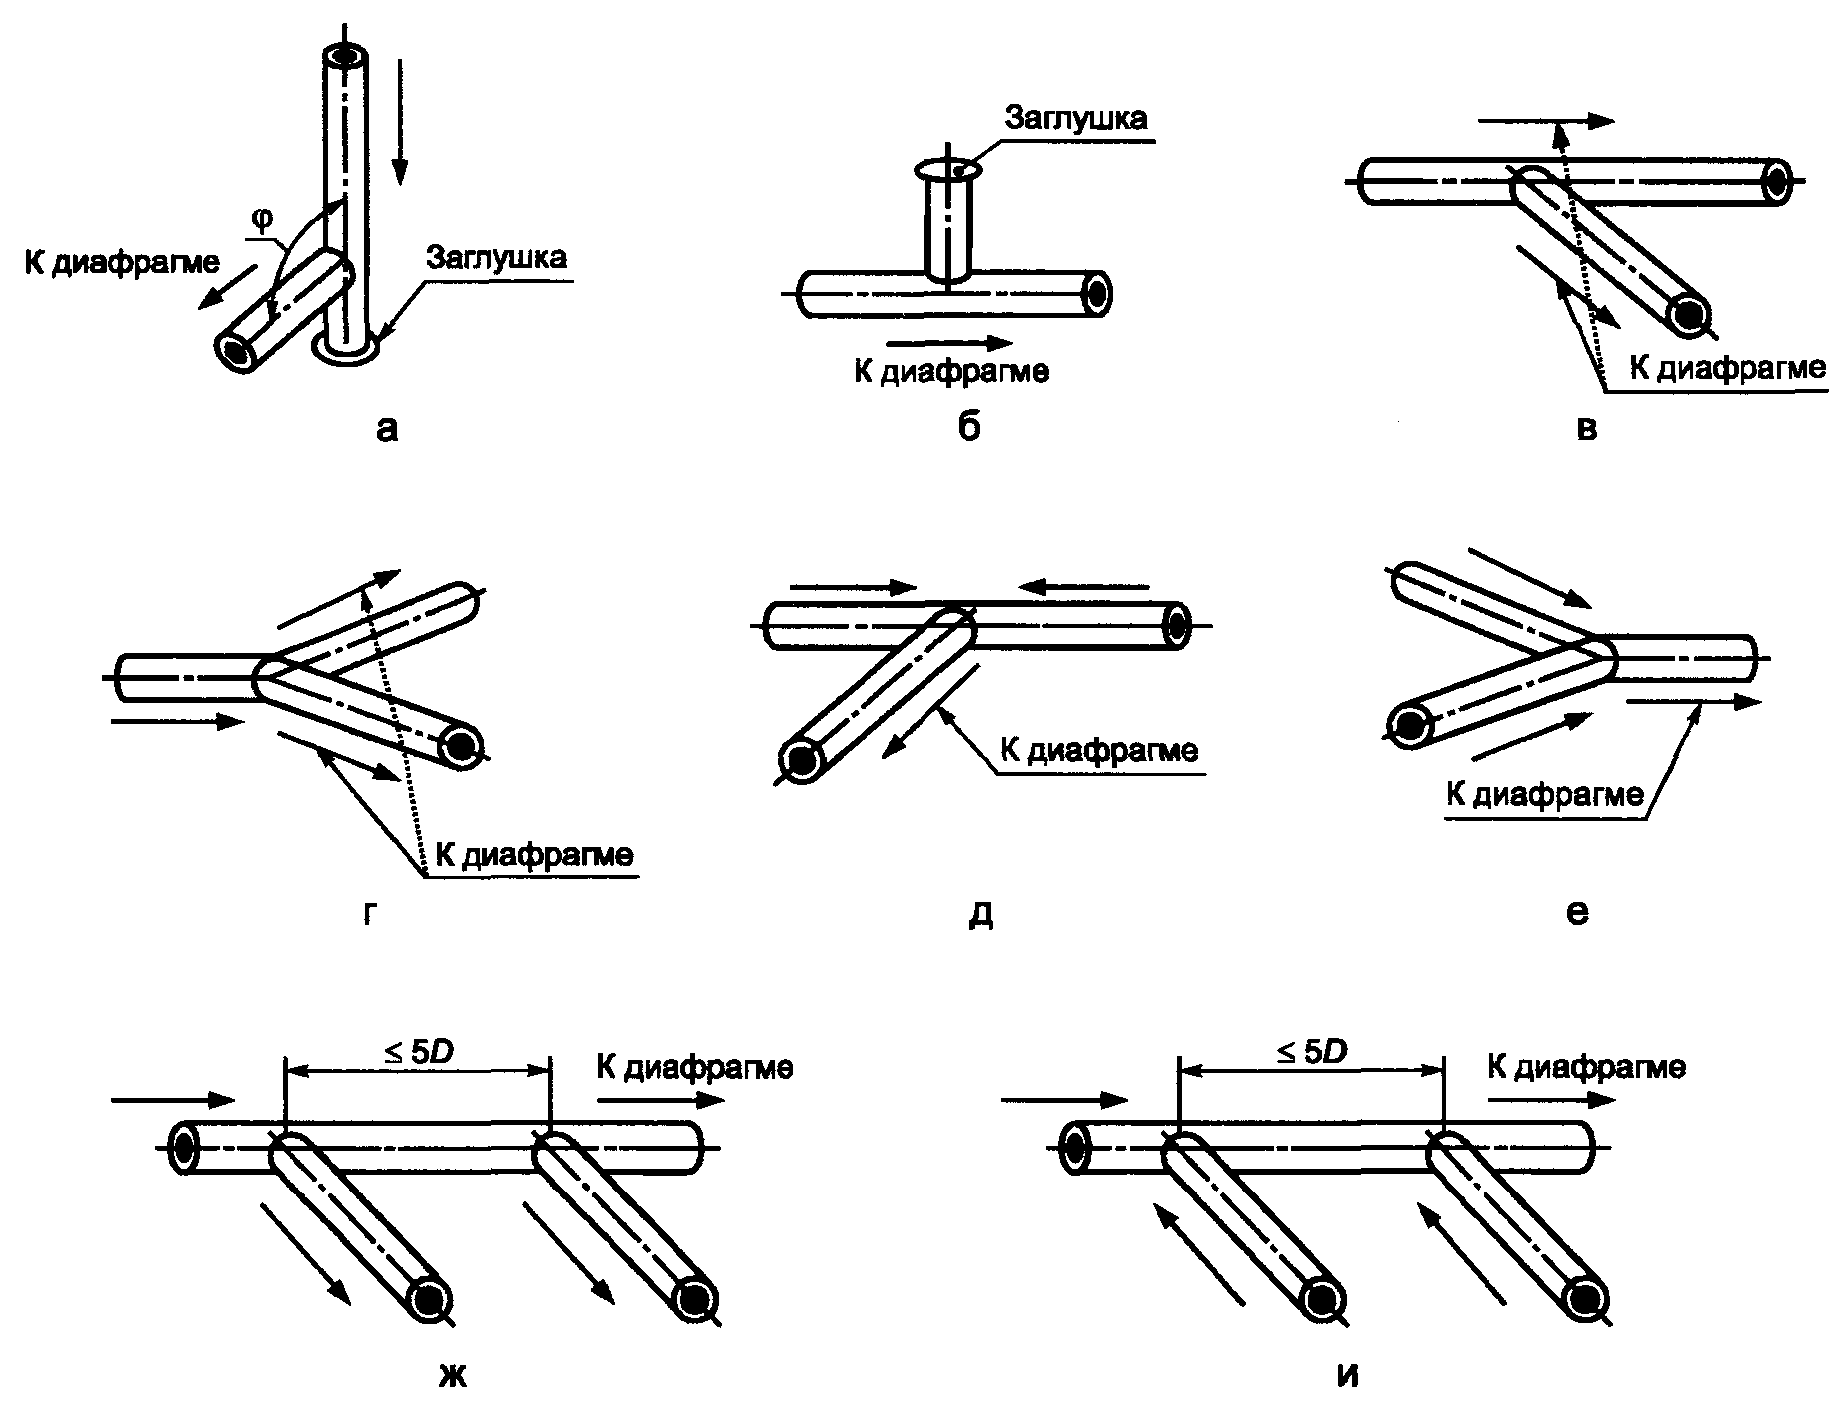 φ
К диафрагме
Заглушка
а
Заглушка
К диафрагме
б
К диафрагме
в
К диафрагме
г
К диафрагме
д
К диафрагме
е
≤ 5D
К диафрагме
ж
≤ 5D
К диафрагме
и